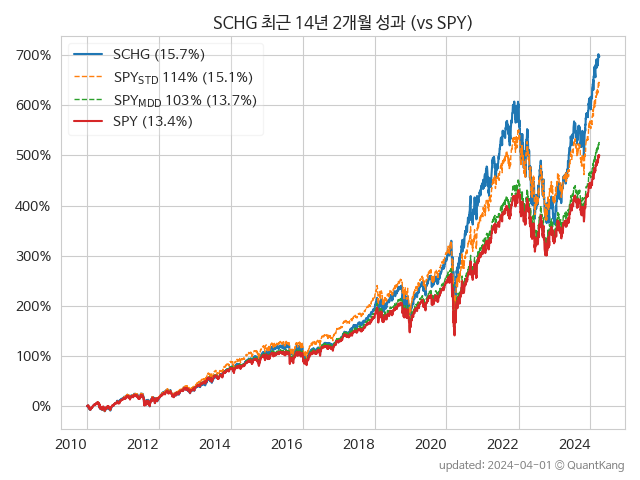 SCHG 최근 14년 2개월 성과 (vs SPY)
SCHG (15.7%)
SPY_STD 114% (15.1%)
SPY_MDD 103% (13.7%)
SPY (13.4%)
700%
600%
500%
400%
300%
200%
100%
0%
2010 2012 2014 2016 2018 2020 2022 2024
updated: 2024-04-01 © QuantKang